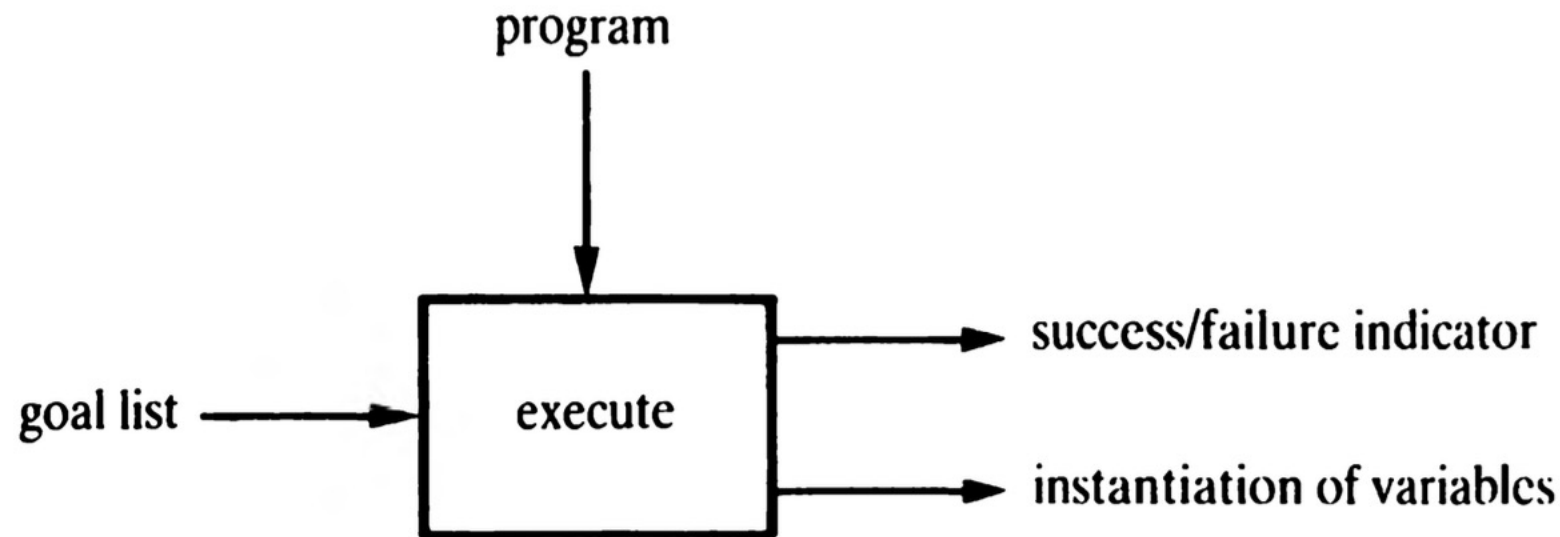 program
success/failure indicator
goal list
execute
instantiation of variables